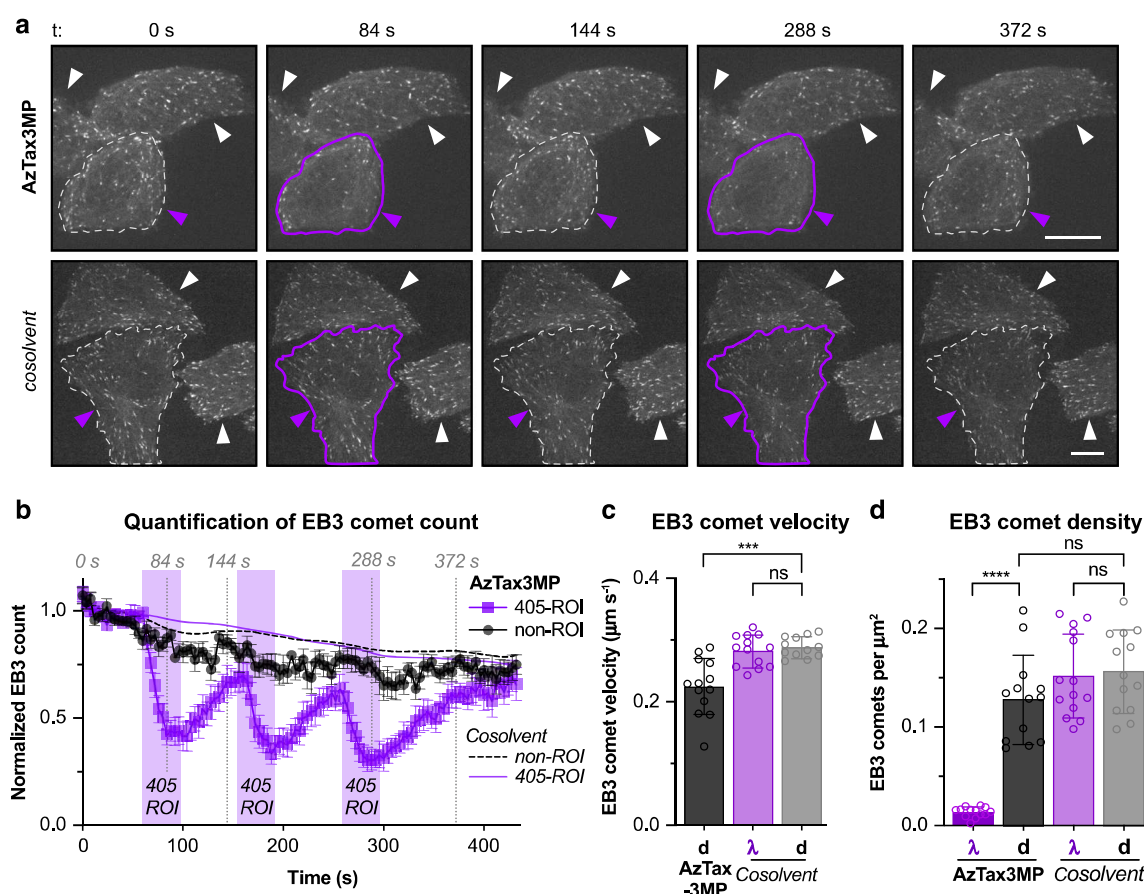 a
t: 0 s 84 s 144 s 288 s 372 s
AzTax3MP
cosolvent
b
Quantification of EB3 comet count
0 s 84 s 144 s 288 s 372 s
AzTax3MP
405-ROI
non-ROI
Cosolvent
non-ROI
405-ROI
405 ROI
405 ROI
405 ROI
Normalized EB3 count
1.0
0.5
0.0
0 100 200 300 400
Time (s)
c
EB3 comet velocity
***
ns
EB3 comet velocity (µm s⁻¹)
0.4
0.2
0.0
d λ d
AzTax-3MP
Cosolvent
d
EB3 comet density
ns
****
ns
EB3 comets per µm²
0.2
0.1
0.0
λ d λ d
AzTax3MP Cosolvent